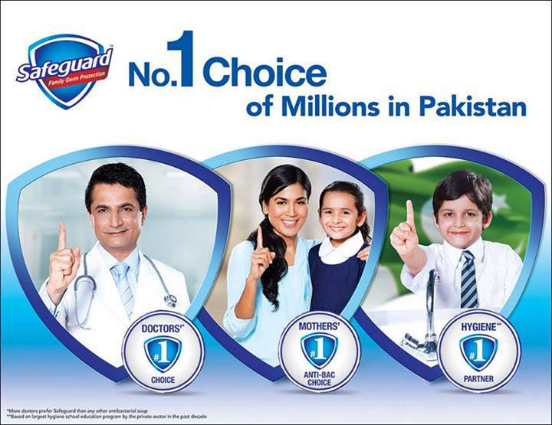 Safeguard
Family Germ Protection
No.1 Choice
of Millions in Pakistan
DOCTORS'*
#1
CHOICE
MOTHERS'
#1
ANTI-BAC
CHOICE
HYGIENE**
#1
PARTNER
*More doctors prefer Safeguard than any other antibacterial soap
**Based on largest hygiene school education program by the private sector in the past decade